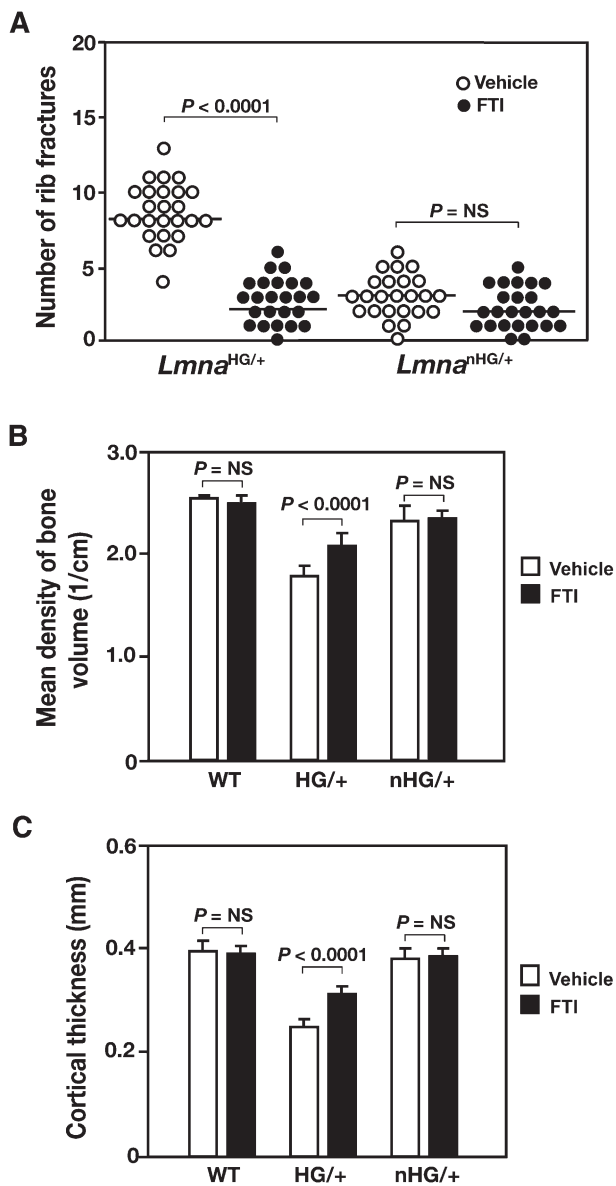 A
Number of rib fractures
20
15
10
5
0
Vehicle
FTI
P < 0.0001
P = NS
LmnaHG/+
LmnanHG/+
B
Mean density of bone
volume (1/cm)
3.0
2.0
1.0
0
P = NS
P < 0.0001
P = NS
Vehicle
FTI
WT
HG/+
nHG/+
C
Cortical thickness (mm)
0.6
0.4
0.2
0
P = NS
P < 0.0001
P = NS
Vehicle
FTI
WT
HG/+
nHG/+